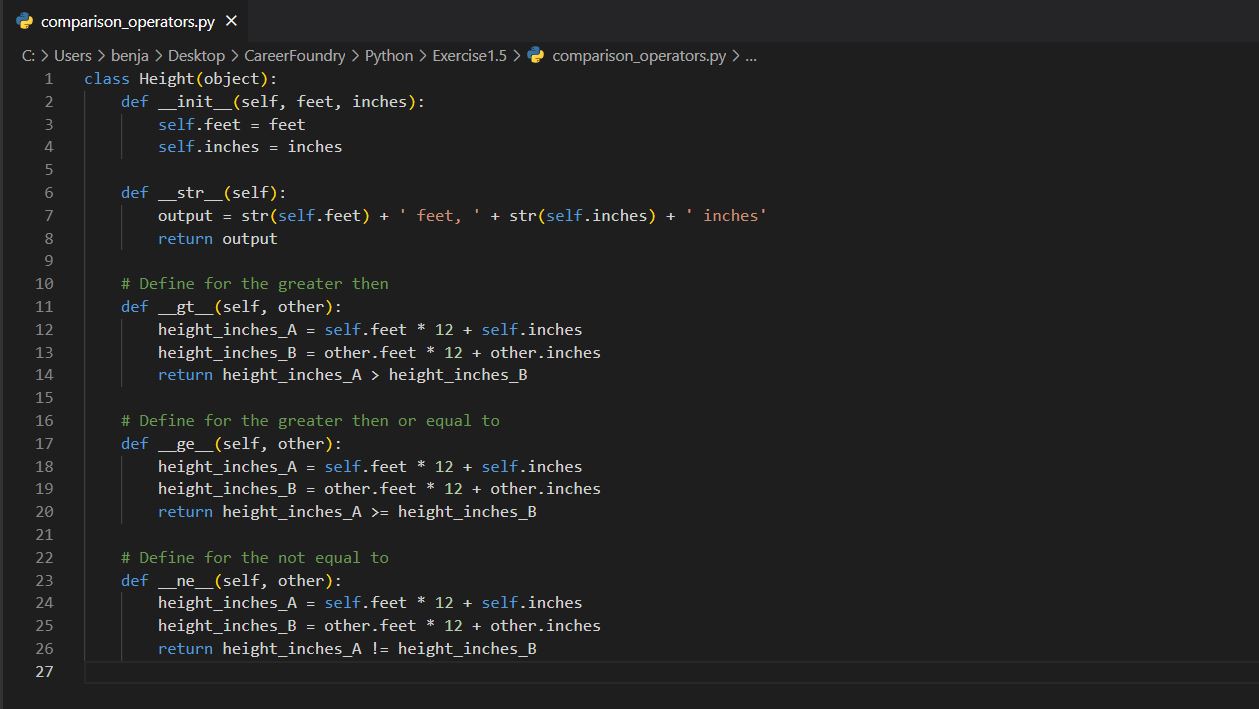 comparison_operators.py ×
C: > Users > benja > Desktop > CareerFoundry > Python > Exercise1.5 > comparison_operators.py > ...
1 class Height(object):
2     def __init__(self, feet, inches):
3         self.feet = feet
4         self.inches = inches
5
6     def __str__(self):
7         output = str(self.feet) + ' feet, ' + str(self.inches) + ' inches'
8         return output
9
10     # Define for the greater then
11     def __gt__(self, other):
12         height_inches_A = self.feet * 12 + self.inches
13         height_inches_B = other.feet * 12 + other.inches
14         return height_inches_A > height_inches_B
15
16     # Define for the greater then or equal to
17     def __ge__(self, other):
18         height_inches_A = self.feet * 12 + self.inches
19         height_inches_B = other.feet * 12 + other.inches
20         return height_inches_A >= height_inches_B
21
22     # Define for the not equal to
23     def __ne__(self, other):
24         height_inches_A = self.feet * 12 + self.inches
25         height_inches_B = other.feet * 12 + other.inches
26         return height_inches_A != height_inches_B
27